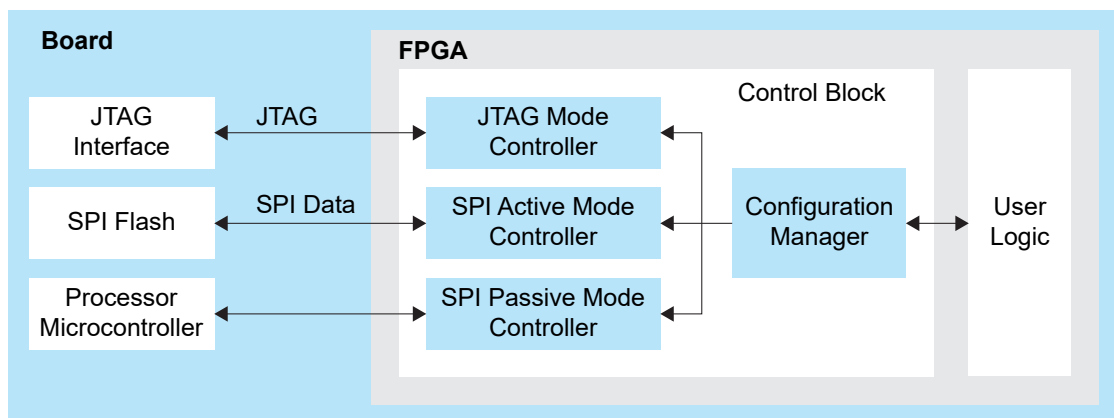 Board
FPGA
Control Block
JTAG
Interface
JTAG
JTAG Mode
Controller
SPI Flash
SPI Data
SPI Active Mode
Controller
Configuration
Manager
User
Logic
Processor
Microcontroller
SPI Passive Mode
Controller